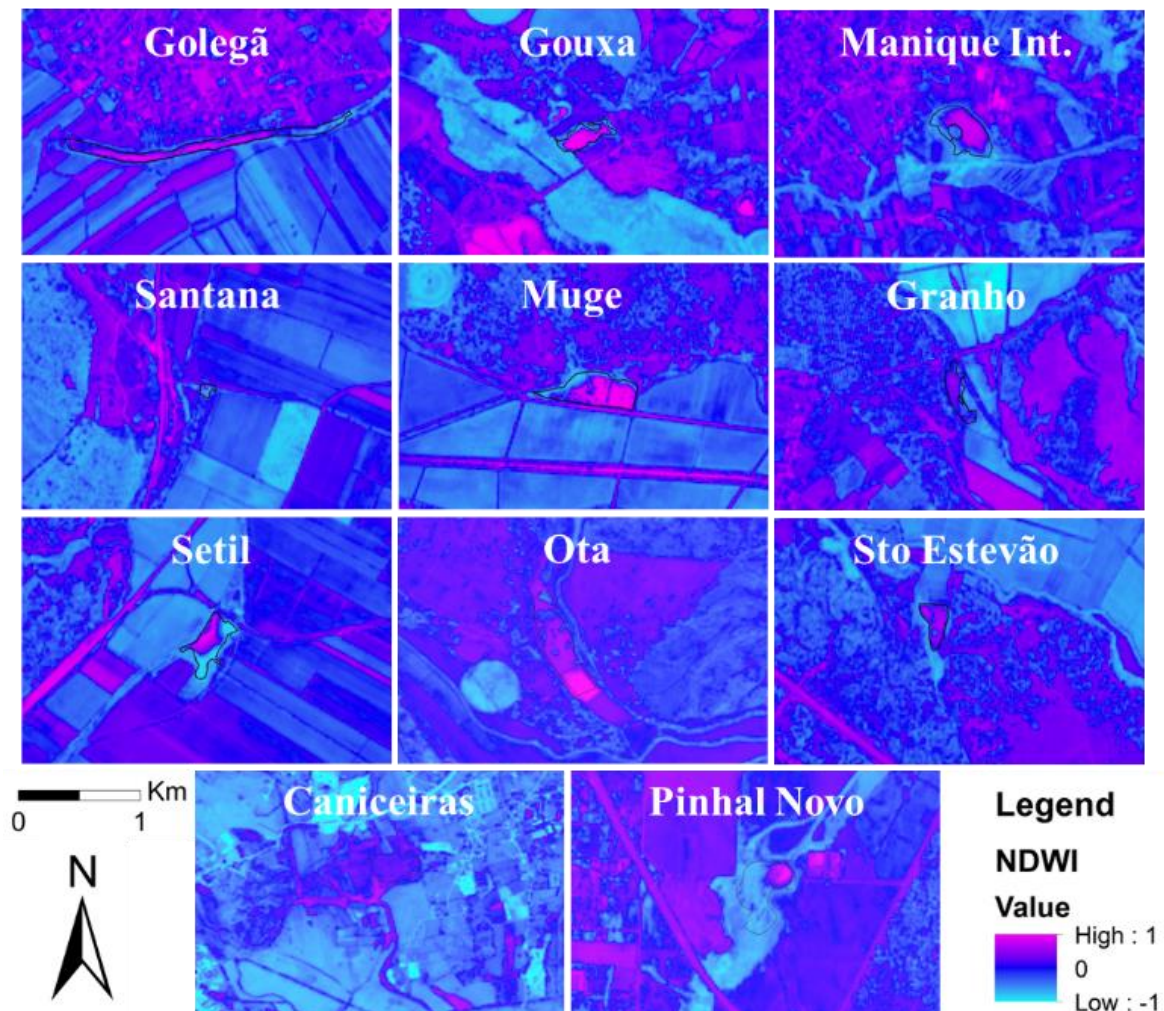 Golegã
Gouxa
Manique Int.
Santana
Muge
Granho
Setil
Ota
Sto Estevão
Caniceiras
Pinhal Novo
Km
0 1
N
Legend
NDWI
Value
High : 1
0
Low : -1